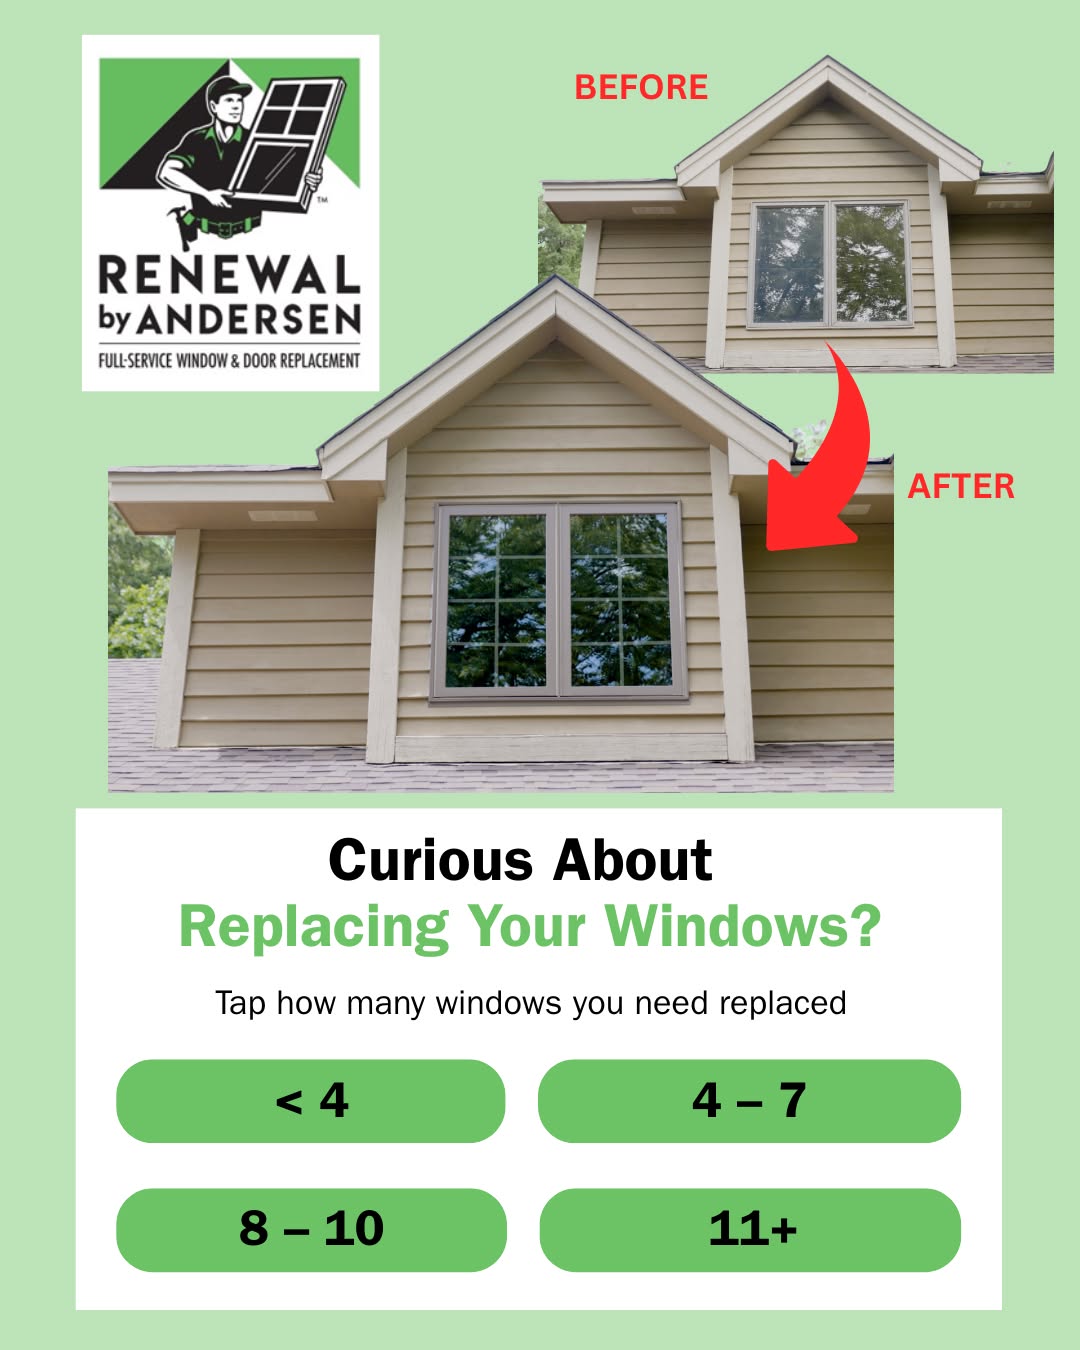 RENEWAL
by ANDERSEN
FULL-SERVICE WINDOW & DOOR REPLACEMENT
™
BEFORE
AFTER
Curious About
Replacing Your Windows?
Tap how many windows you need replaced
< 4
4 – 7
8 – 10
11+